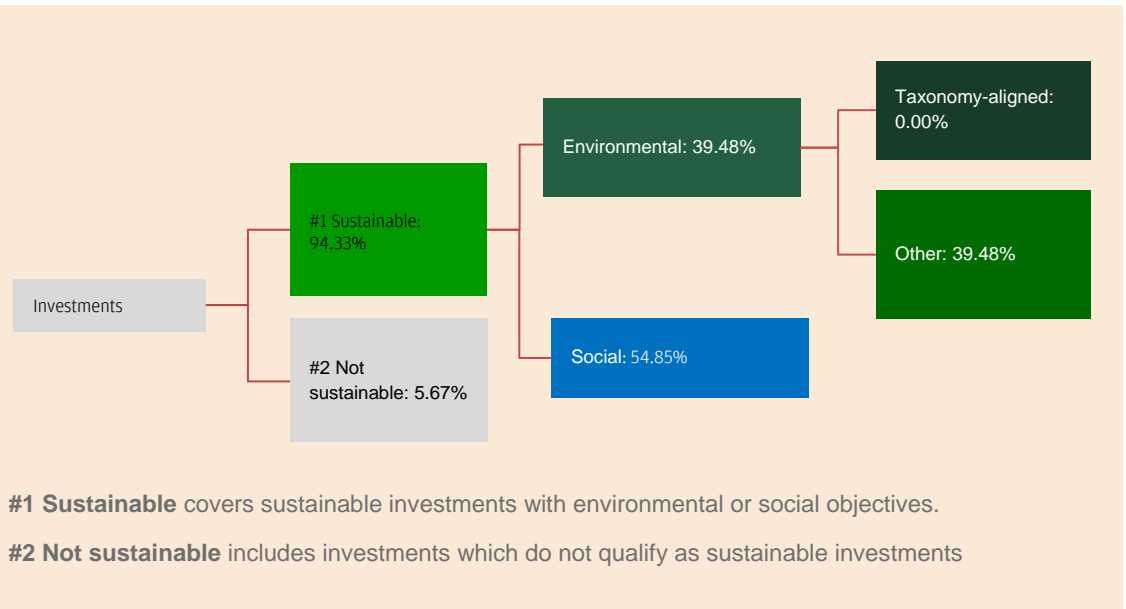 Taxonomy-aligned:
0.00%
Environmental: 39.48%
#1 Sustainable:
94.33%
Other: 39.48%
Investments
#2 Not
sustainable: 5.67%
Social: 54.85%
#1 Sustainable covers sustainable investments with environmental or social objectives.
#2 Not sustainable includes investments which do not qualify as sustainable investments